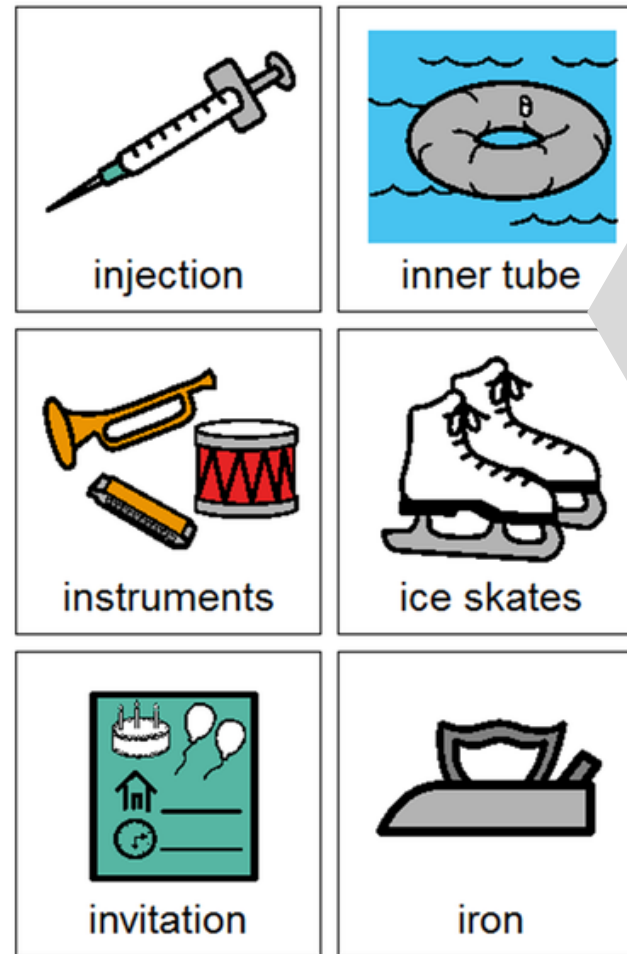 injection
inner tube
instruments
ice skates
invitation
iron